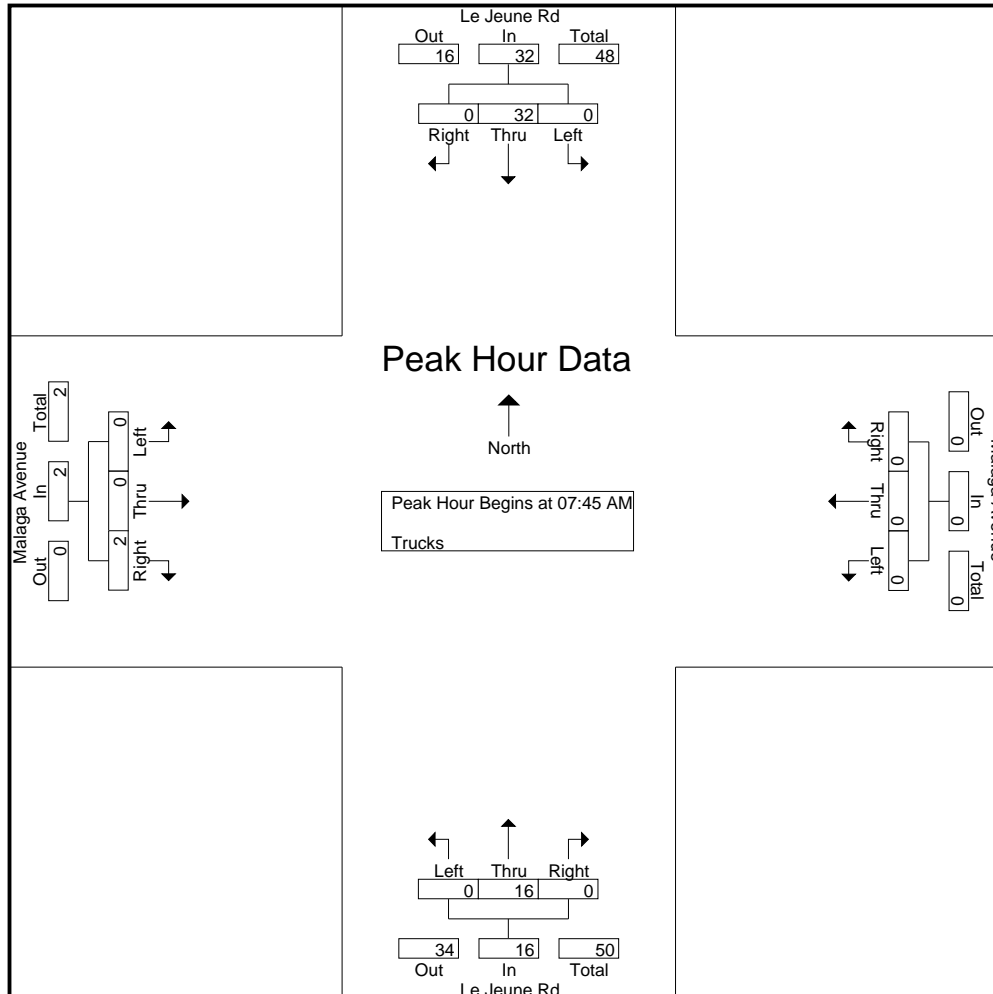 Le Jeune Rd
Out In Total
16 32 48
0 32 0
Right Thru Left
Peak Hour Data
North
Peak Hour Begins at 07:45 AM
Trucks
Malaga Avenue
Out In Total
0 2 2
Left Thru Right
0 0 2
Out In Total
0 0 0
Right Thru Left
0 0 0
Left Thru Right
0 16 0
34 16 50
Out In Total
Le Jeune Rd